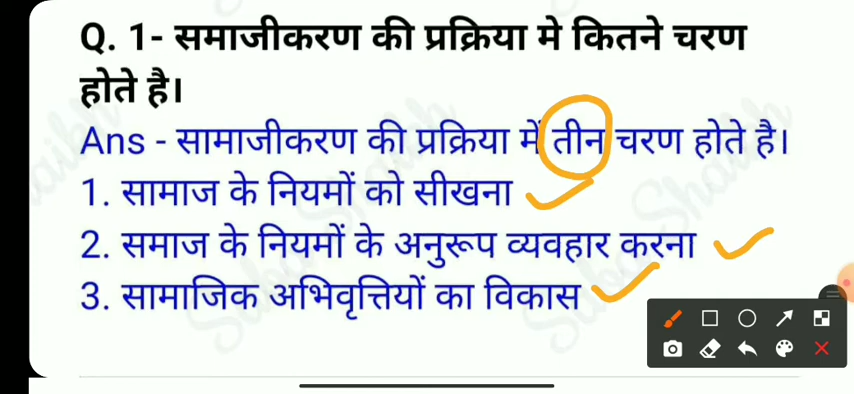 Q. 1- समाजीकरण की प्रक्रिया मे कितने चरण
होते है।
Ans - सामाजीकरण की प्रक्रिया में तीन चरण होते है।
1. सामाज के नियमों को सीखना
2. समाज के नियमों के अनुरूप व्यवहार करना
3. सामाजिक अभिवृत्तियों का विकास